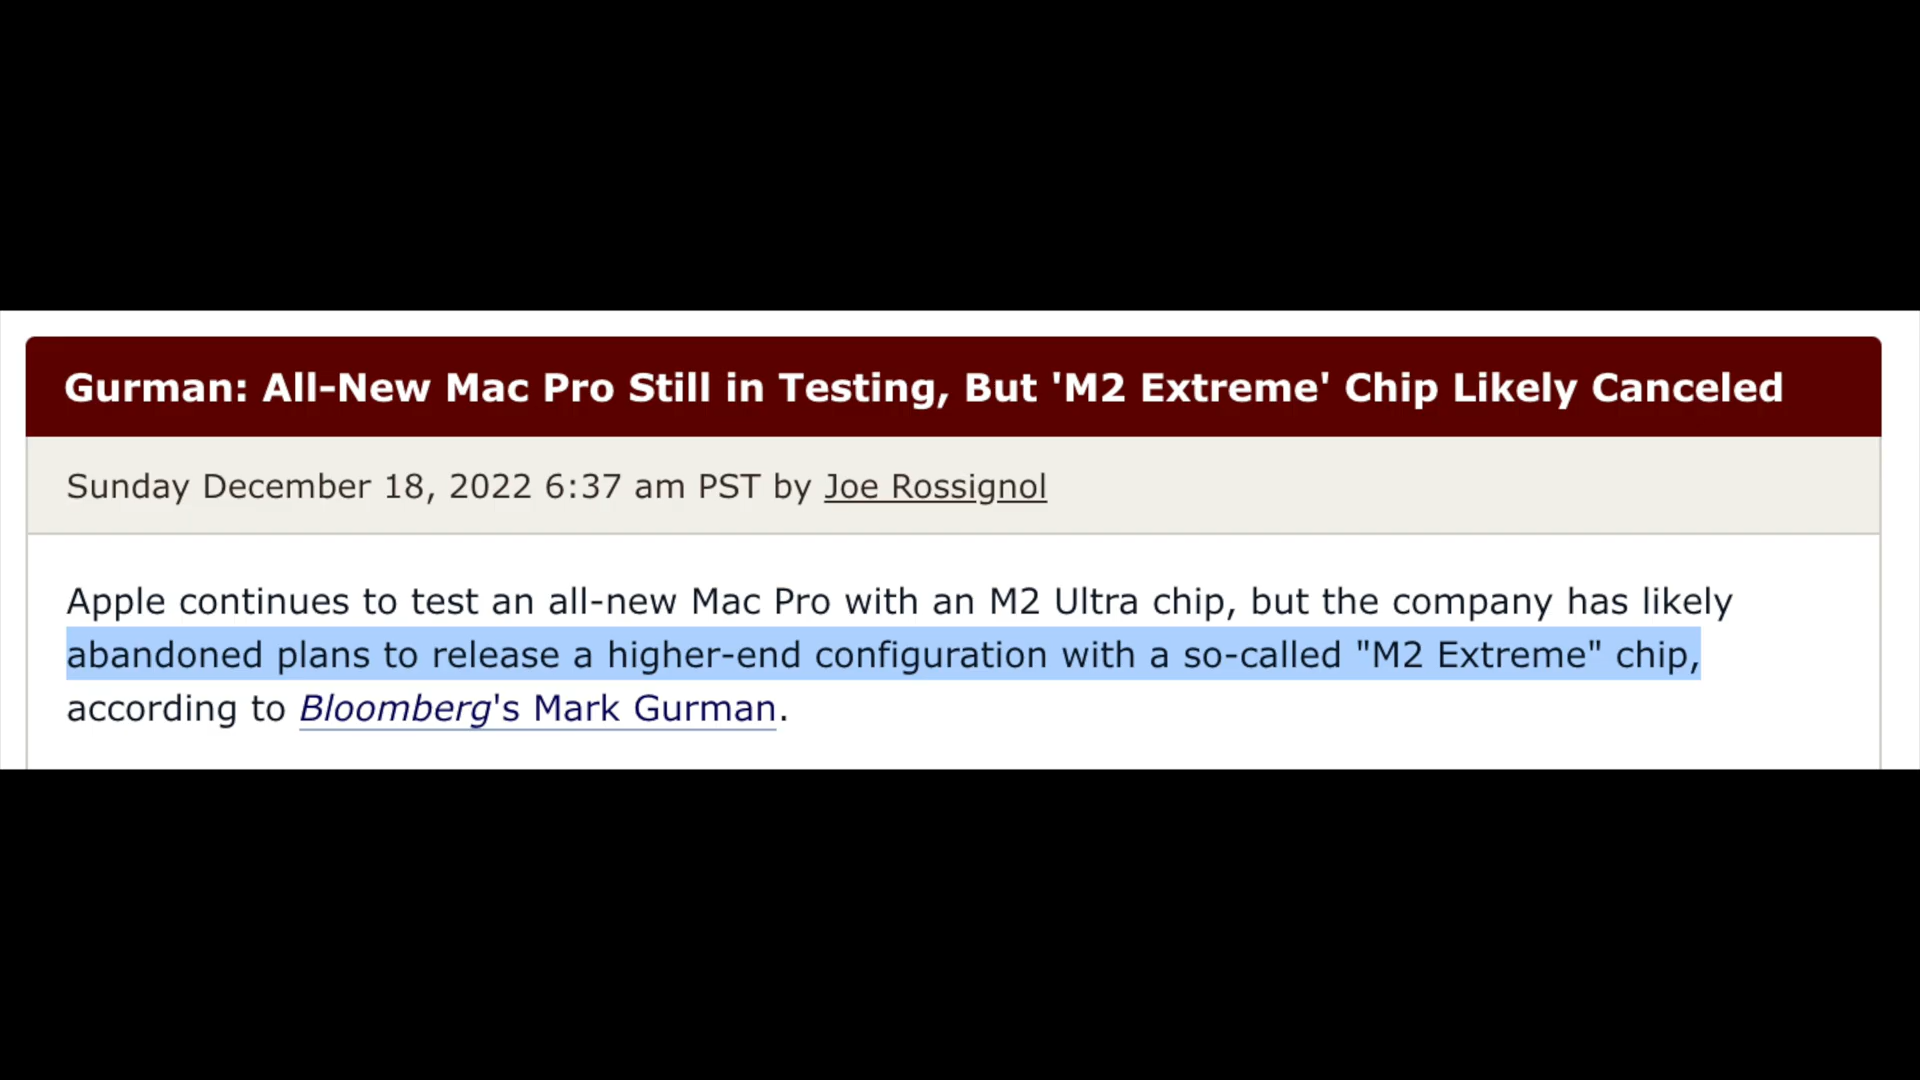 Gurman: All-New Mac Pro Still in Testing, But 'M2 Extreme' Chip Likely Canceled
Sunday December 18, 2022 6:37 am PST by Joe Rossignol
Apple continues to test an all-new Mac Pro with an M2 Ultra chip, but the company has likely
abandoned plans to release a higher-end configuration with a so-called "M2 Extreme" chip,
according to Bloomberg's Mark Gurman.